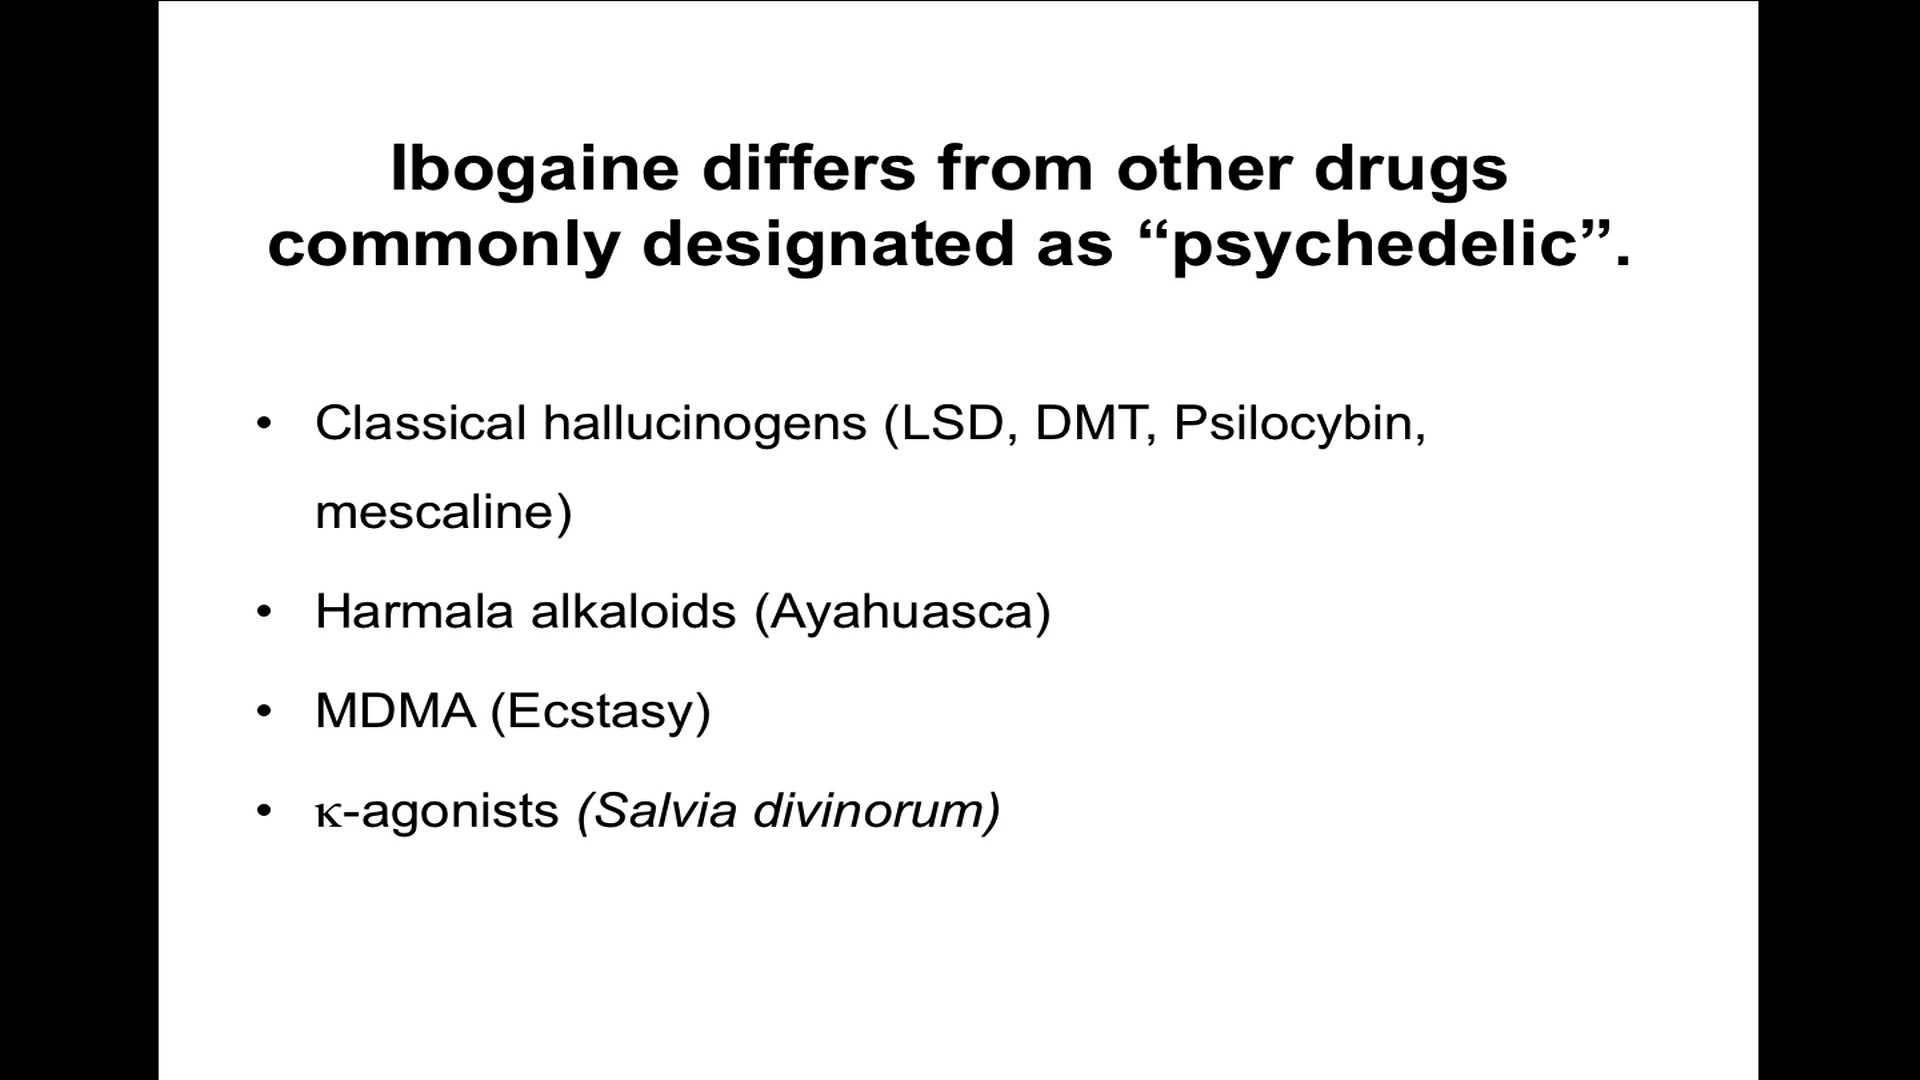 Ibogaine differs from other drugs
commonly designated as “psychedelic”.
• Classical hallucinogens (LSD, DMT, Psilocybin,
mescaline)
• Harmala alkaloids (Ayahuasca)
• MDMA (Ecstasy)
• κ-agonists (Salvia divinorum)